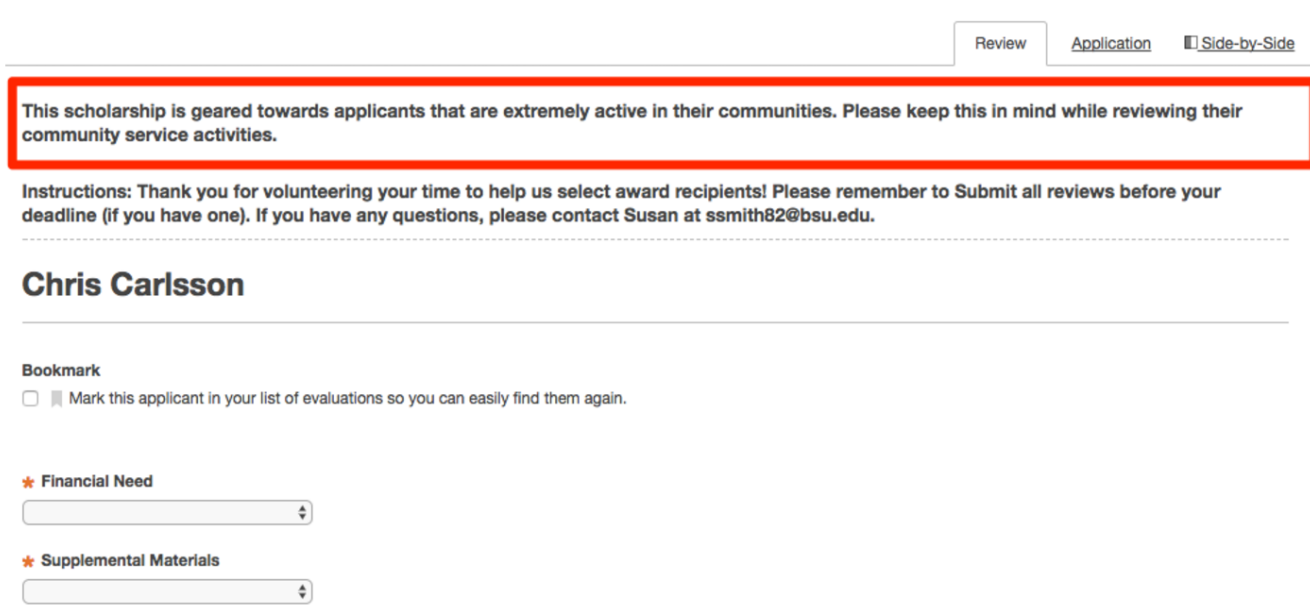 Review Application Side-by-Side
This scholarship is geared towards applicants that are extremely active in their communities. Please keep this in mind while reviewing their
community service activities.
Instructions: Thank you for volunteering your time to help us select award recipients! Please remember to Submit all reviews before your
deadline (if you have one). If you have any questions, please contact Susan at ssmith82@bsu.edu.
Chris Carlsson
Bookmark
Mark this applicant in your list of evaluations so you can easily find them again.
* Financial Need
* Supplemental Materials